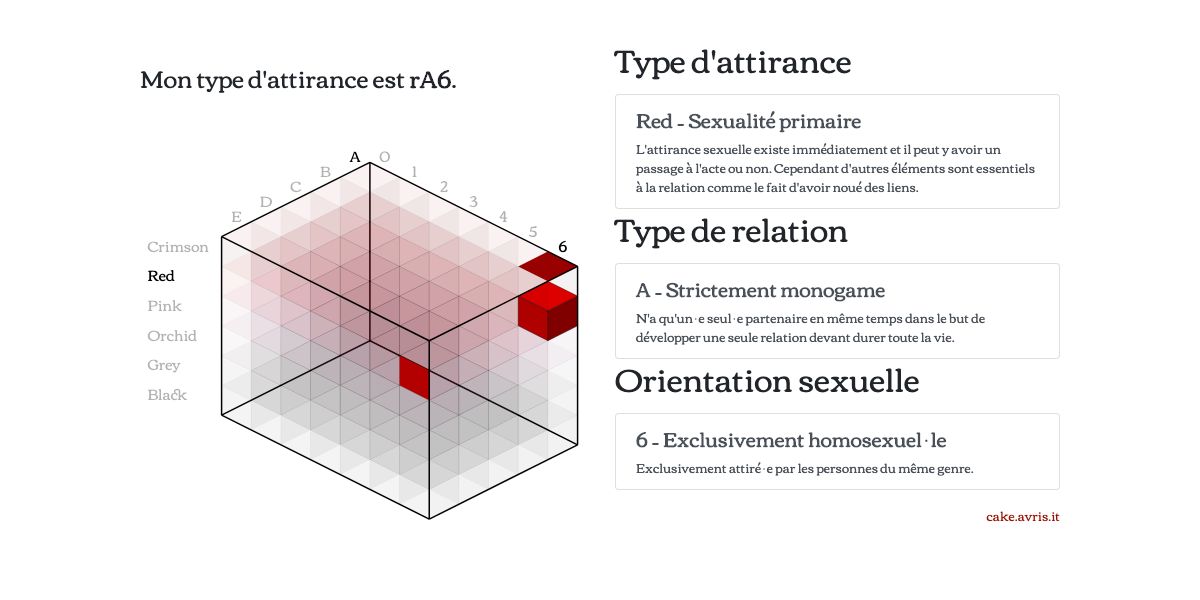 Mon type d'attirance est rA6.
A 0
B 1
C 2
D 3
E 4
5
6
Crimson
Red
Pink
Orchid
Grey
Black
Type d'attirance
Red - Sexualité primaire
L'attirance sexuelle existe immédiatement et il peut y avoir un
passage à l'acte ou non. Cependant d'autres éléments sont essentiels
à la relation comme le fait d'avoir noué des liens.
Type de relation
A - Strictement monogame
N'a qu'un·e seul·e partenaire en même temps dans le but de
développer une seule relation devant durer toute la vie.
Orientation sexuelle
6 - Exclusivement homosexuel·le
Exclusivement attiré·e par les personnes du même genre.
cake.avris.it